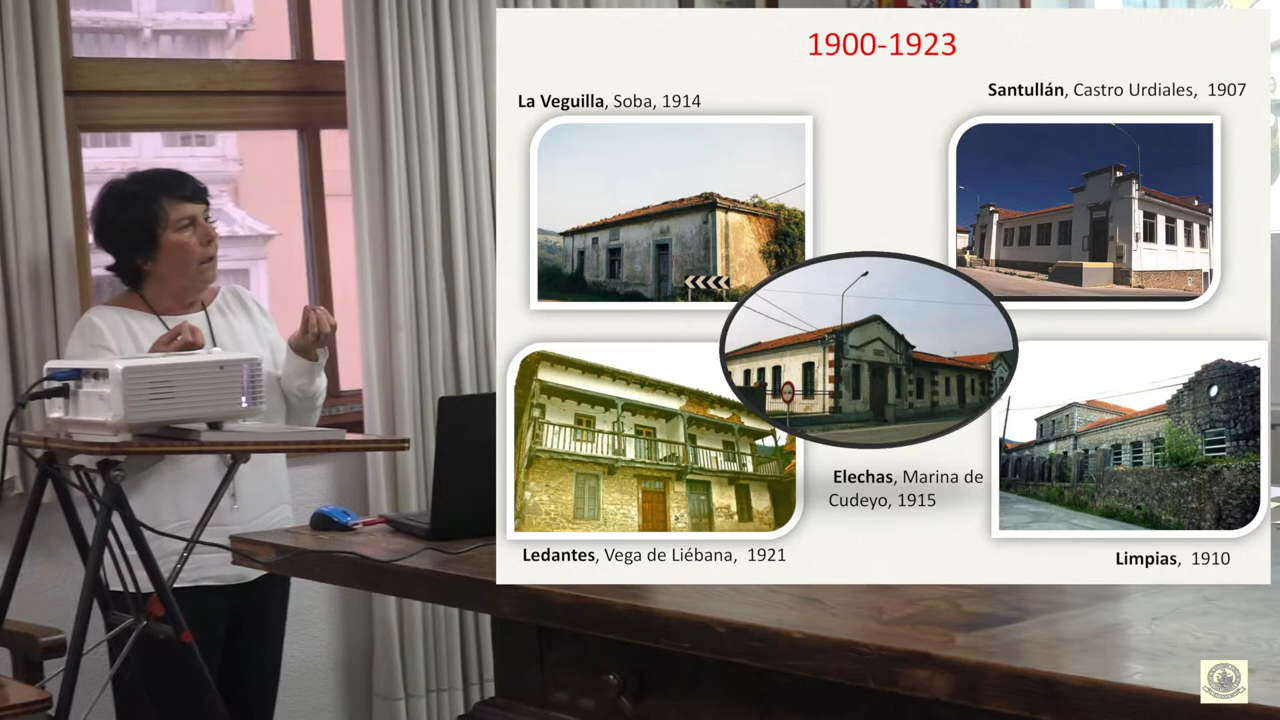 1900-1923
La Veguilla, Soba, 1914
Santullán, Castro Urdiales, 1907
Elechas, Marina de
Cudeyo, 1915
Ledantes, Vega de Liébana, 1921
Limpias, 1910